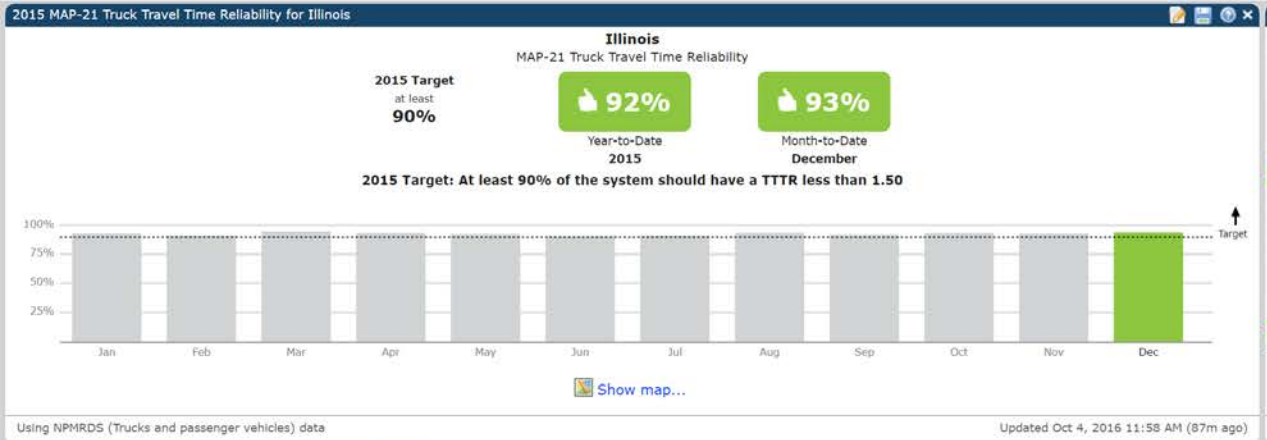 2015 MAP-21 Truck Travel Time Reliability for Illinois
Illinois
MAP-21 Truck Travel Time Reliability
2015 Target
at least
90%
92%
Year-to-Date
2015
93%
Month-to-Date
December
2015 Target: At least 90% of the system should have a TTTR less than 1.50
100%
75%
50%
25%
Target
Jan Feb Mar Apr May Jun Jul Aug Sep Oct Nov Dec
Show map...
Using NPMRDS (Trucks and passenger vehicles) data
Updated Oct 4, 2016 11:58 AM (87m ago)